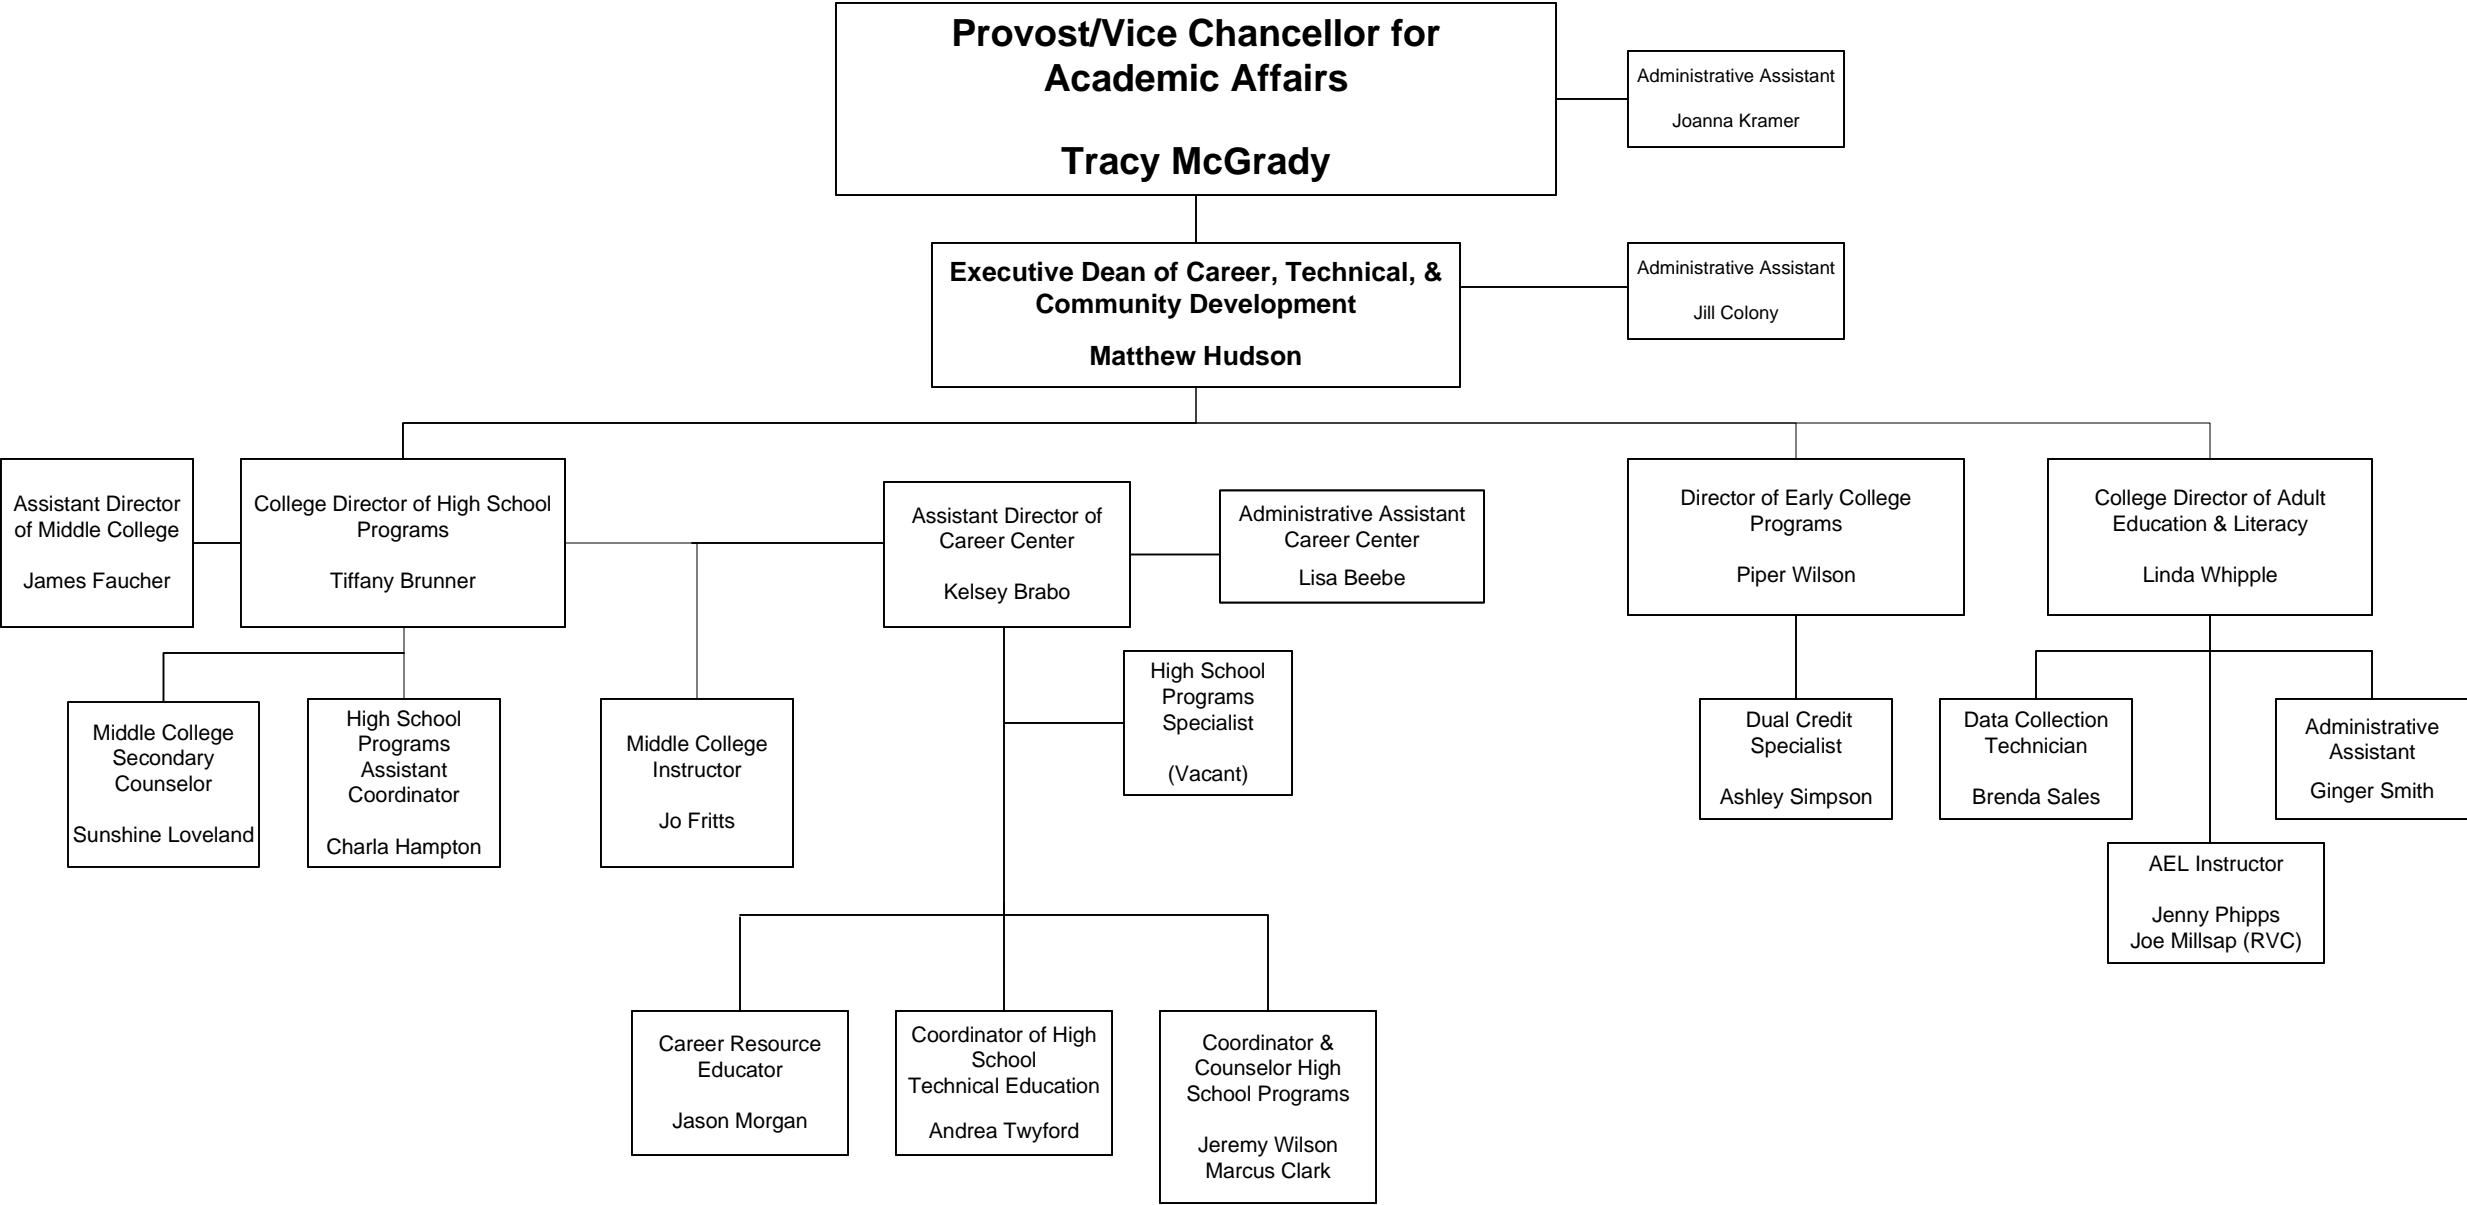 Provost/Vice Chancellor for
Academic Affairs
Tracy McGrady
Administrative Assistant
Joanna Kramer
Executive Dean of Career, Technical, &
Community Development
Matthew Hudson
Administrative Assistant
Jill Colony
Assistant Director
of Middle College
James Faucher
College Director of High School
Programs
Tiffany Brunner
Assistant Director of
Career Center
Kelsey Brabo
Administrative Assistant
Career Center
Lisa Beebe
Director of Early College
Programs
Piper Wilson
College Director of Adult
Education & Literacy
Linda Whipple
Middle College
Secondary
Counselor
Sunshine Loveland
High School
Programs
Assistant
Coordinator
Charla Hampton
Middle College
Instructor
Jo Fritts
High School
Programs
Specialist
(Vacant)
Dual Credit
Specialist
Ashley Simpson
Data Collection
Technician
Brenda Sales
Administrative
Assistant
Ginger Smith
AEL Instructor
Jenny Phipps
Joe Millsap (RVC)
Career Resource
Educator
Jason Morgan
Coordinator of High
School
Technical Education
Andrea Twyford
Coordinator &
Counselor High
School Programs
Jeremy Wilson
Marcus Clark